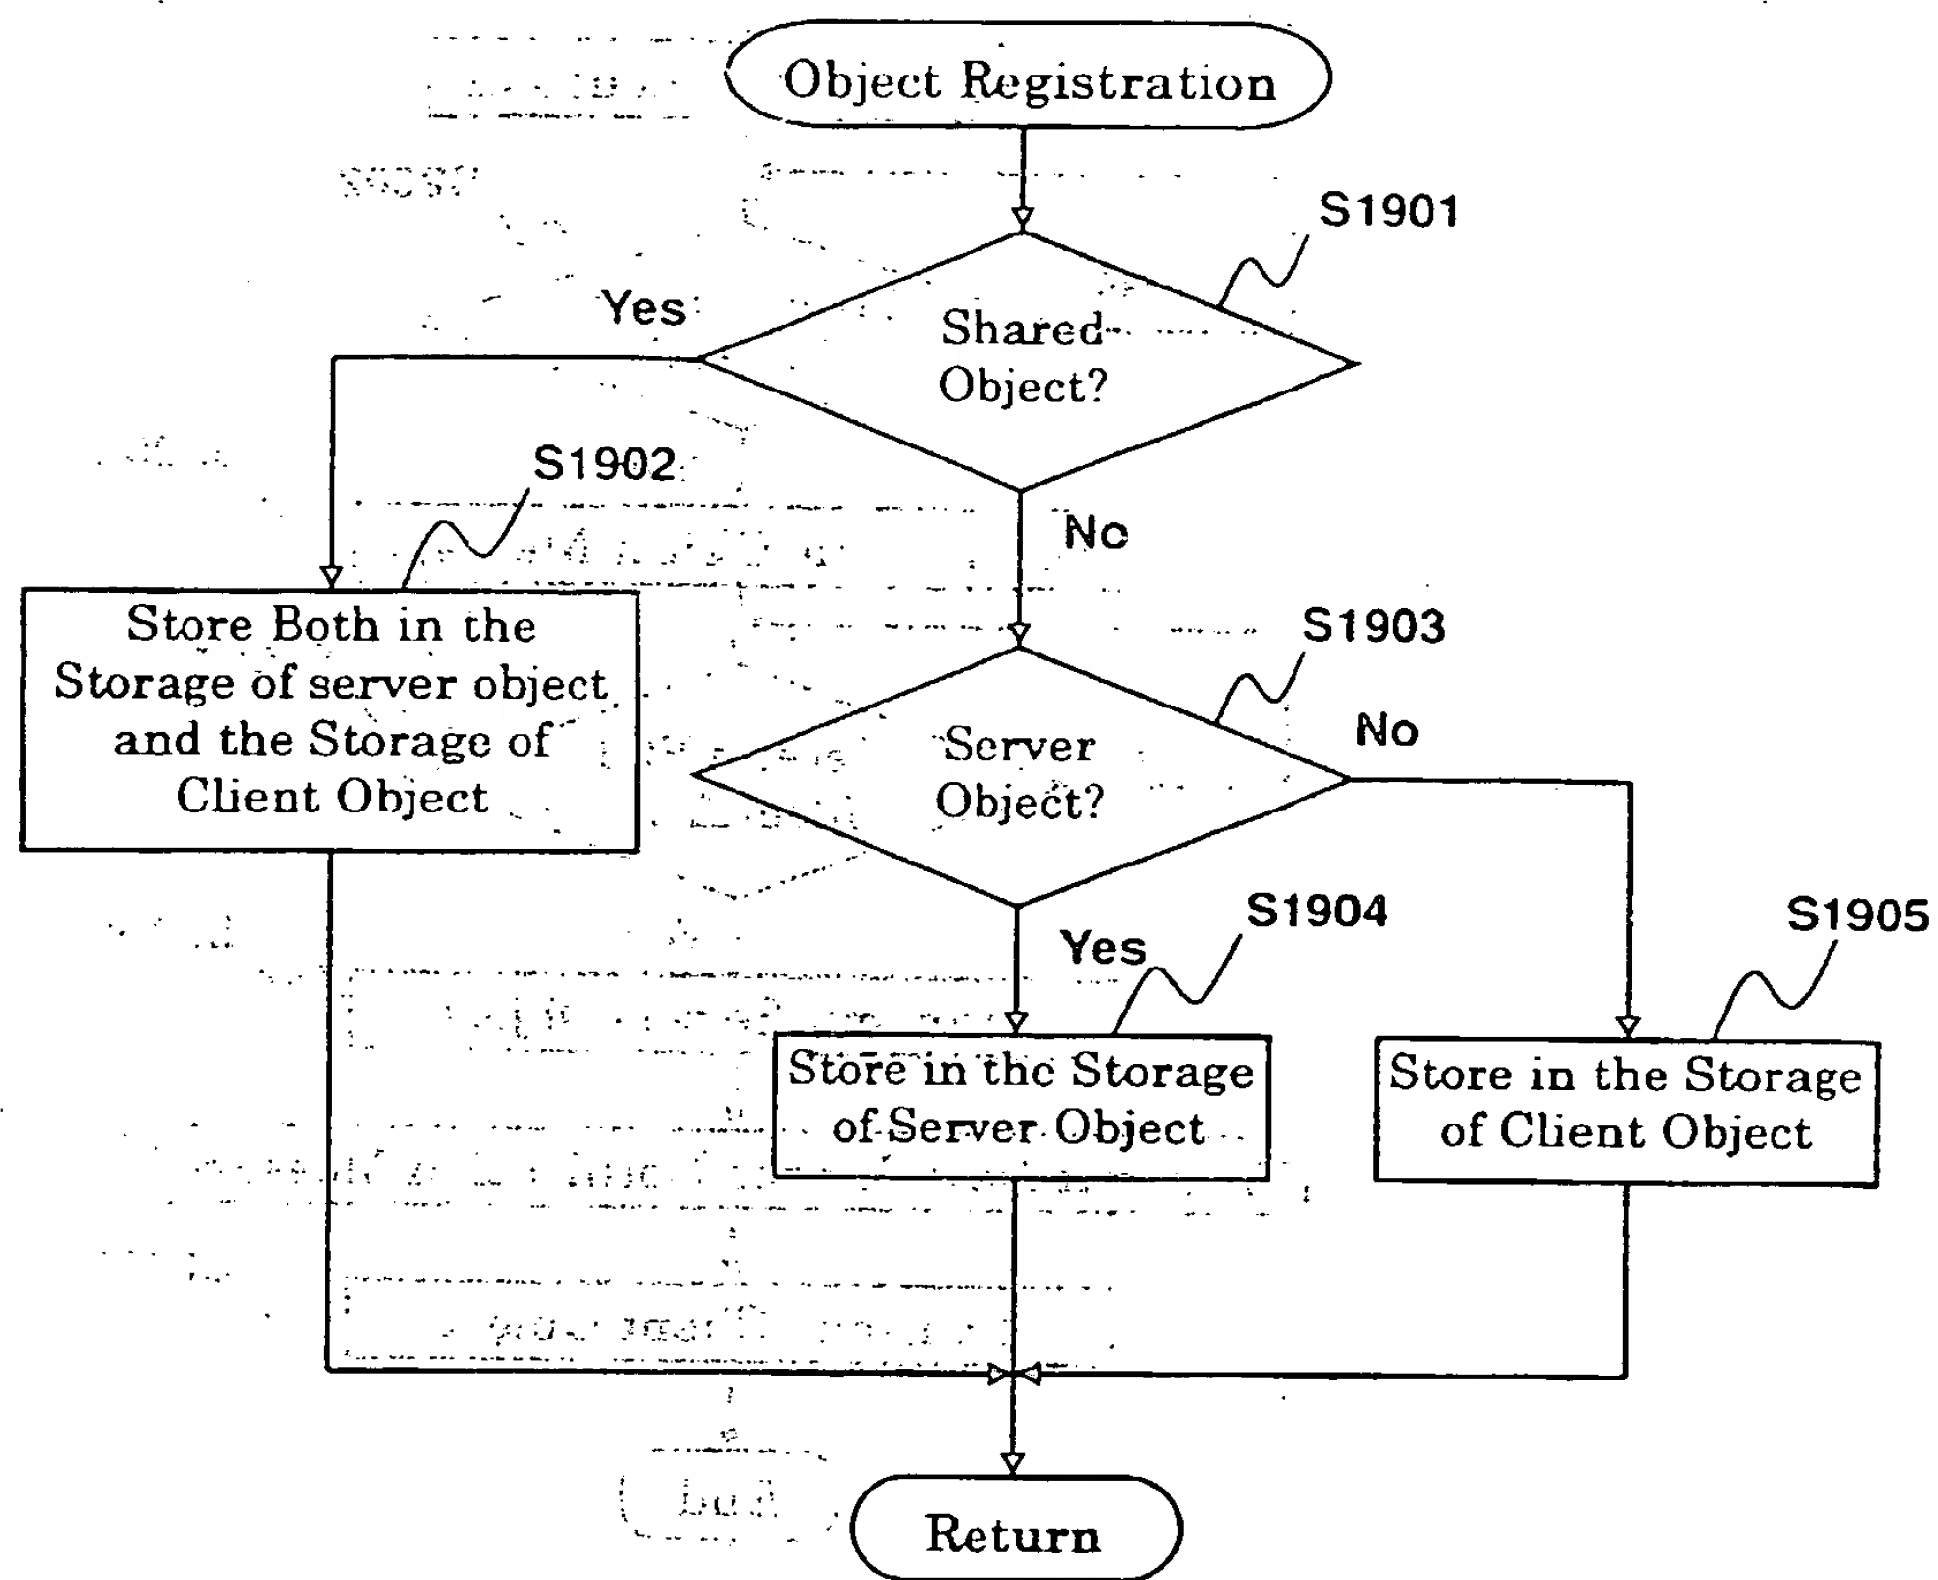 Object Registration
S1901
Yes
Shared
Object?
S1902
No
Store Both in the
Storage of server object
and the Storage of
Client Object
S1903
No
Server
Object?
S1904
S1905
Yes
Store in the Storage
of Server Object
Store in the Storage
of Client Object
Return